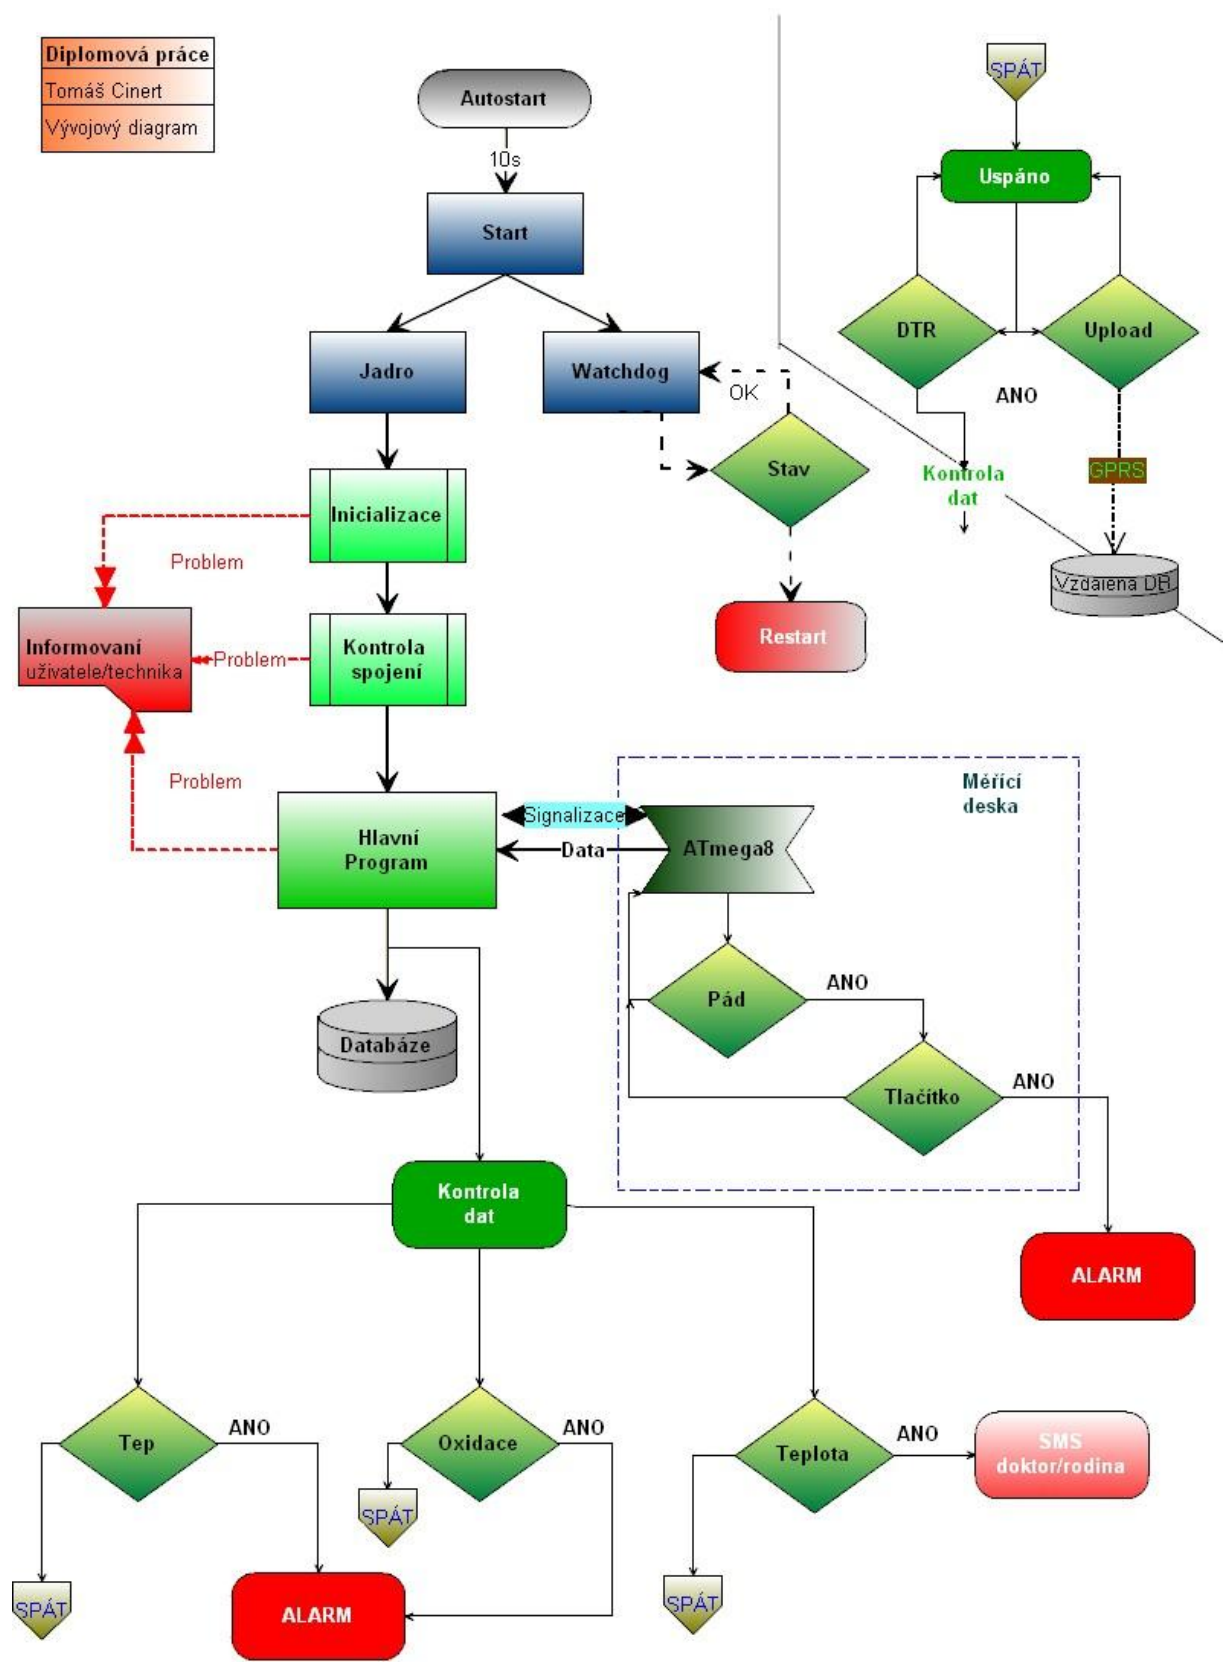 Diplomová práce
Tomáš Cinert
Vývojový diagram
Autostart
10s
Start
Jadro
Watchdog
OK
Stav
Restart
SPÁT
Uspáno
DTR
Upload
ANO
Kontrola
dat
GPRS
Vzdálená DB
Inicializace
Problem
Informovaní
uživatele/technika
Problem
Kontrola
spojení
Problem
Hlavní
Program
Signalizace
Data
ATmega8
Měřící
deska
Pád
ANO
Tlačítko
ANO
ALARM
Databáze
Kontrola
dat
Tep
ANO
SPÁT
ALARM
Oxidace
ANO
SPÁT
Teplota
ANO
SPÁT
SMS
doktor/rodina